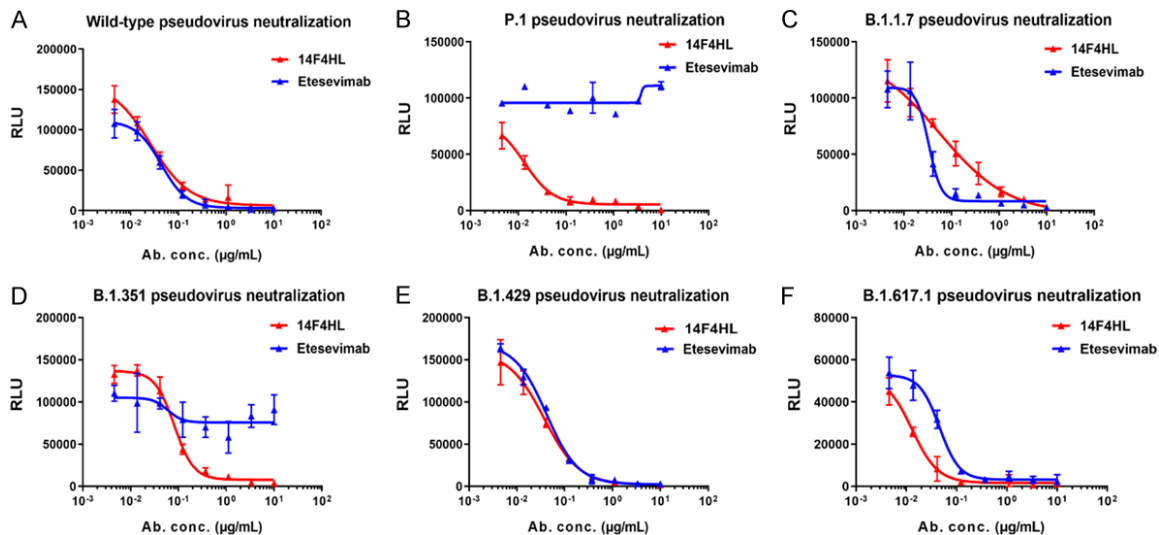 A
Wild-type pseudovirus neutralization
200000
150000
100000
50000
0
RLU
14F4HL
Etesevimab
10-3 10-2 10-1 100 101 102
Ab. conc. (µg/mL)
B
P.1 pseudovirus neutralization
150000
100000
50000
0
RLU
14F4HL
Etesevimab
10-3 10-2 10-1 100 101 102
Ab. conc. (µg/mL)
C
B.1.1.7 pseudovirus neutralization
150000
100000
50000
0
RLU
14F4HL
Etesevimab
10-3 10-2 10-1 100 101 102
Ab. conc. (µg/mL)
D
B.1.351 pseudovirus neutralization
200000
150000
100000
50000
0
RLU
14F4HL
Etesevimab
10-3 10-2 10-1 100 101 102
Ab. conc. (µg/mL)
E
B.1.429 pseudovirus neutralization
200000
150000
100000
50000
0
RLU
14F4HL
Etesevimab
10-3 10-2 10-1 100 101 102
Ab. conc. (µg/mL)
F
B.1.617.1 pseudovirus neutralization
80000
60000
40000
20000
0
RLU
14F4HL
Etesevimab
10-3 10-2 10-1 100 101 102
Ab. conc. (µg/mL)